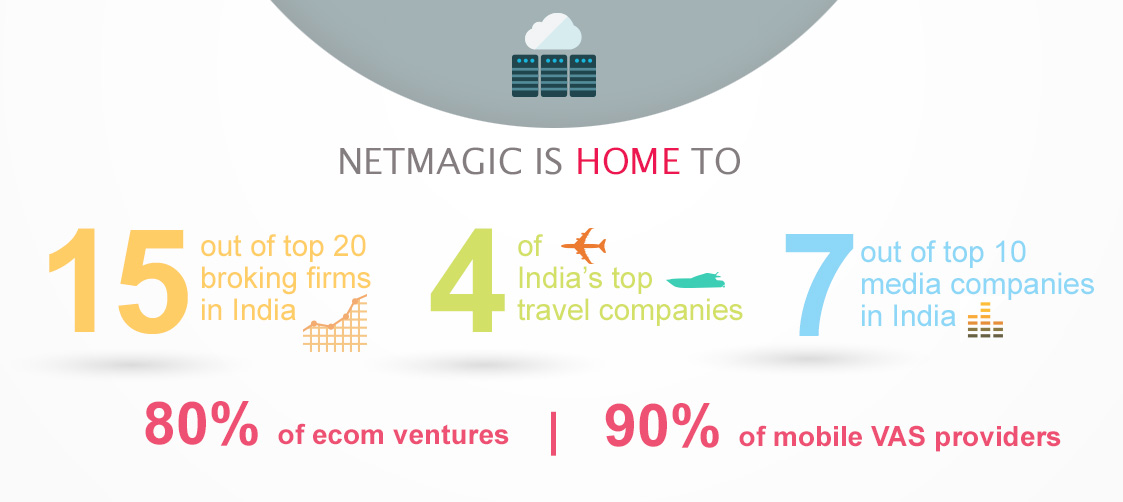 NETMAGIC IS HOME TO
15 out of top 20
broking firms
in India
4 of
India's top
travel companies
7 out of top 10
media companies
in India
80% of ecom ventures | 90% of mobile VAS providers